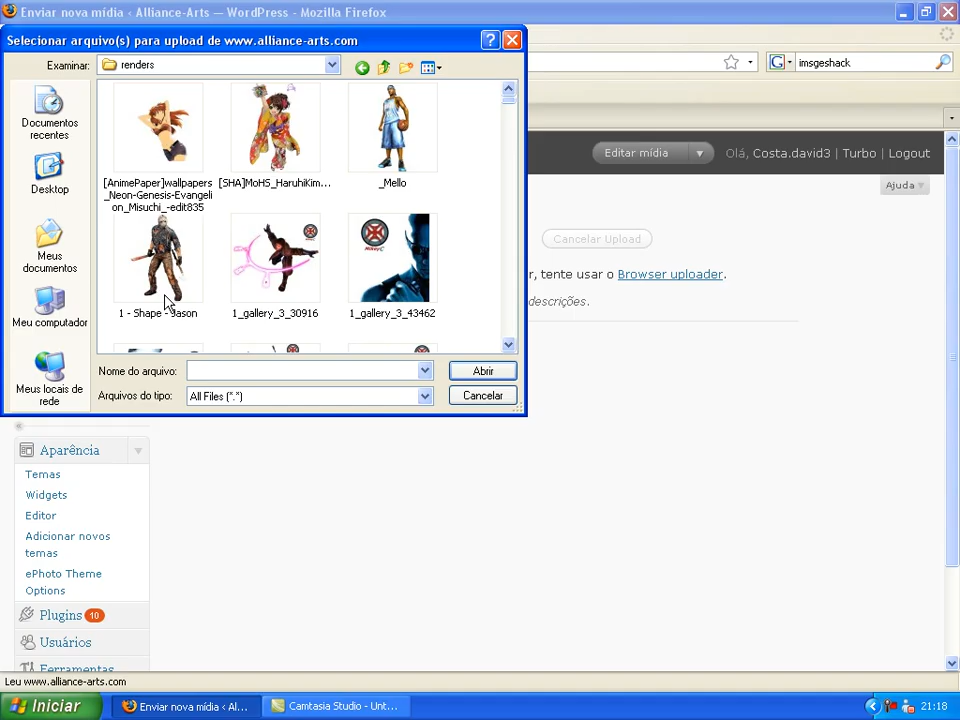 Enviar nova mídia ‹ Alliance-Arts — WordPress - Mozilla Firefox
Selecionar arquivo(s) para upload de www.alliance-arts.com
Examinar:
renders
imsgeshack
Documentos
recentes
Desktop
Meus
documentos
Meu computador
Meus locais de
rede
[AnimePaper]wallpapers
_Neon-Genesis-Evangeli
on_Misuchi_-edit835
[SHA]MoHS_HaruhiKim...
_Mello
1 - Shape - Jason
1_gallery_3_30916
1_gallery_3_43462
Nome do arquivo:
Abrir
Arquivos do tipo:
All Files (*.*)
Cancelar
Editar mídia
Olá, Costa.david3 | Turbo | Logout
Ajuda
Cancelar Upload
r, tente usar o Browser uploader.
descrições.
Aparência
Temas
Widgets
Editor
Adicionar novos
temas
ePhoto Theme
Options
Plugins 10
Usuários
Ferramentas
Leu www.alliance-arts.com
Iniciar
Enviar nova mídia ‹ Al...
Camtasia Studio - Unt...
21:18